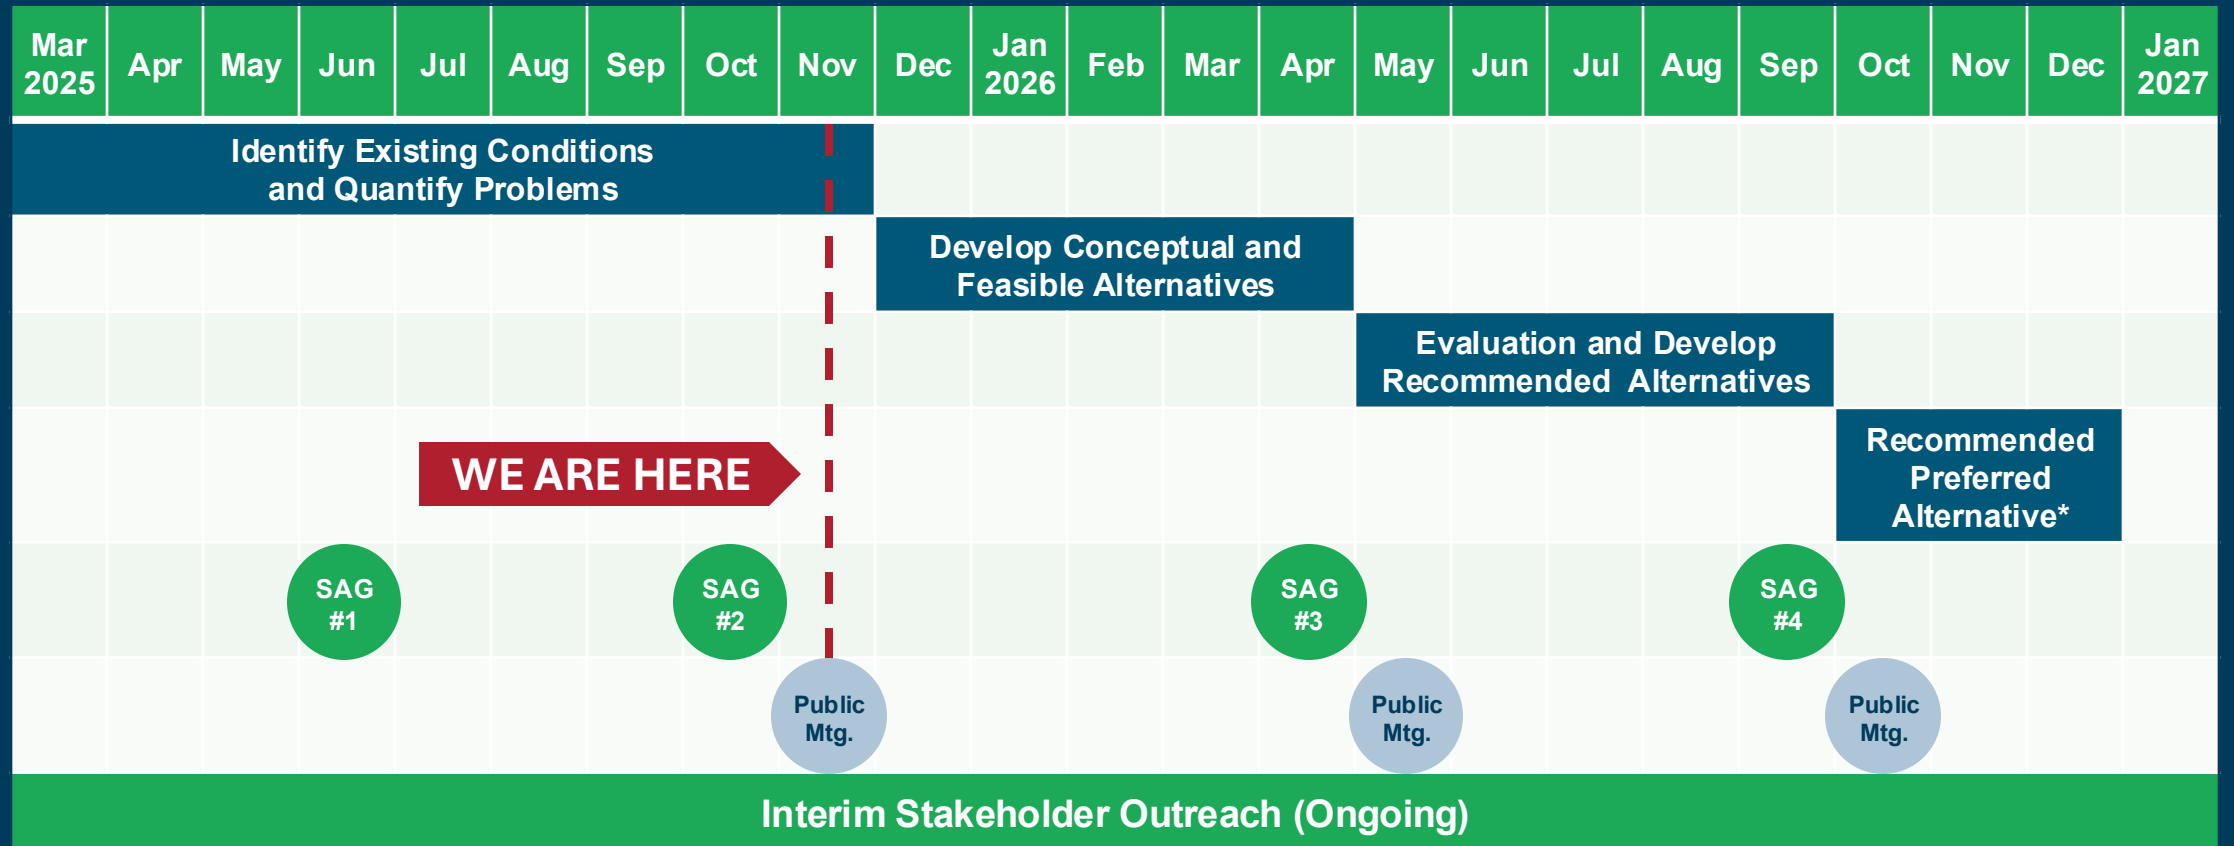 Mar
2025
Apr
May
Jun
Jul
Aug
Sep
Oct
Nov
Dec
Jan
2026
Feb
Mar
Apr
May
Jun
Jul
Aug
Sep
Oct
Nov
Dec
Jan
2027
Identify Existing Conditions
and Quantify Problems
Develop Conceptual and
Feasible Alternatives
Evaluation and Develop
Recommended Alternatives
Recommended
Preferred
Alternative*
WE ARE HERE
SAG
#1
SAG
#2
SAG
#3
SAG
#4
Public
Mtg.
Public
Mtg.
Public
Mtg.
Interim Stakeholder Outreach (Ongoing)